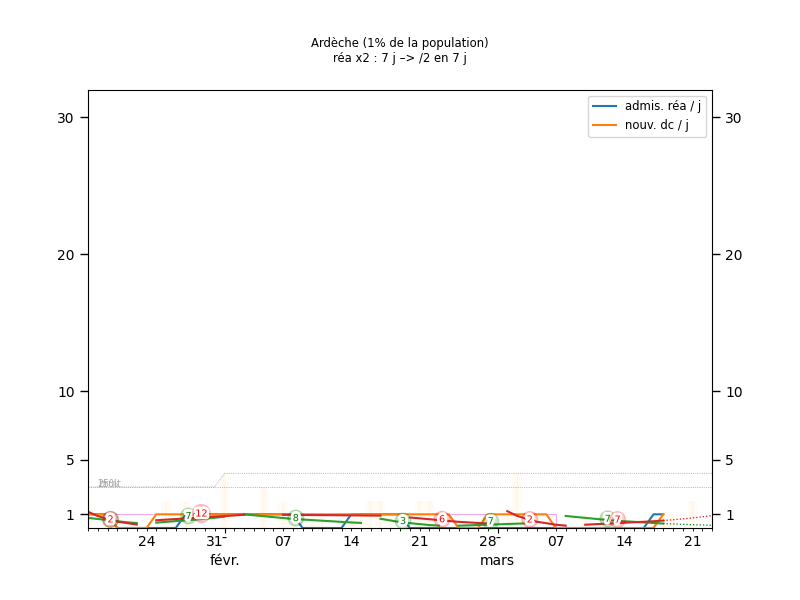 Ardèche (1% de la population)
réa x2 : 7 j –> /2 en 7 j
admis. réa / j
nouv. dc / j
30 30
20 20
10 10
5 5
1 1
2 7 12 8 3 6 7 2 7 7
24 31 07 14 21 28 07 14 21
févr. mars